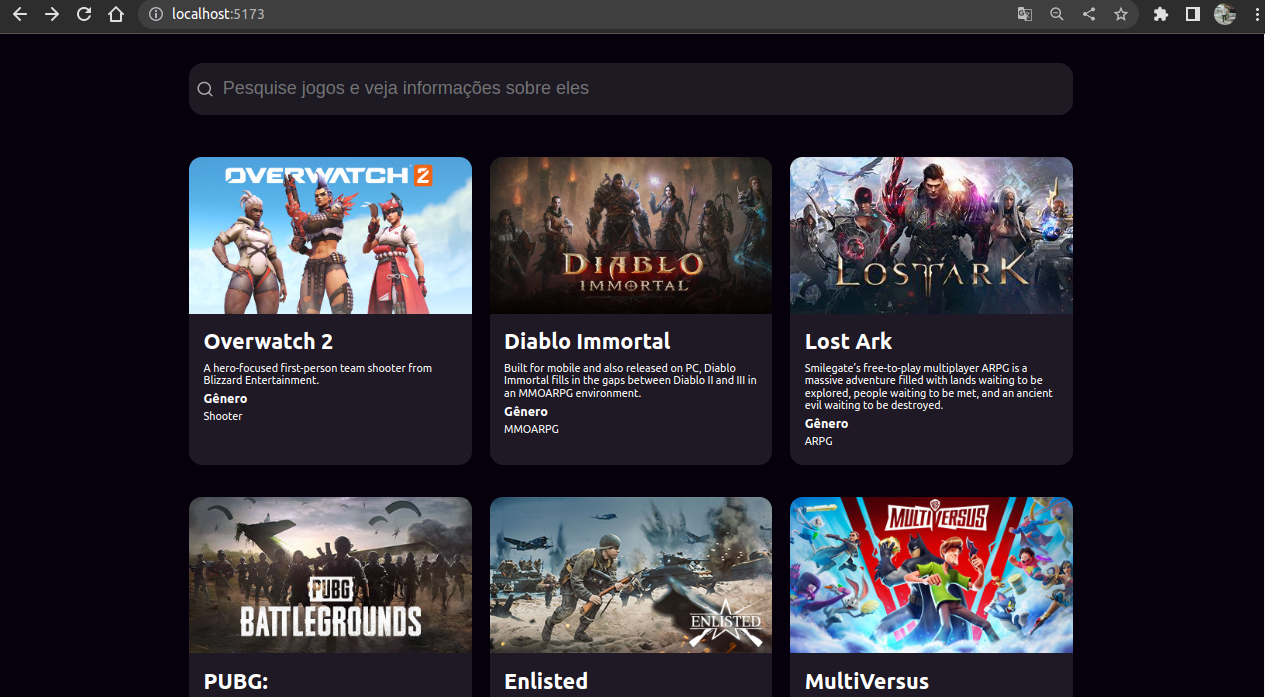 localhost:5173
Pesquise jogos e veja informações sobre eles
OVERWATCH 2
DIABLO
IMMORTAL
LOST ARK
Overwatch 2
A hero-focused first-person team shooter from
Blizzard Entertainment.
Gênero
Shooter
Diablo Immortal
Built for mobile and also released on PC, Diablo
Immortal fills in the gaps between Diablo II and III in
an MMOARPG environment.
Gênero
MMOARPG
Lost Ark
Smilegate’s free-to-play multiplayer ARPG is a
massive adventure filled with lands waiting to be
explored, people waiting to be met, and an ancient
evil waiting to be destroyed.
Gênero
ARPG
PUBG
BATTLEGROUNDS
ENLISTED
MULTIVERSUS
PUBG:
Enlisted
MultiVersus